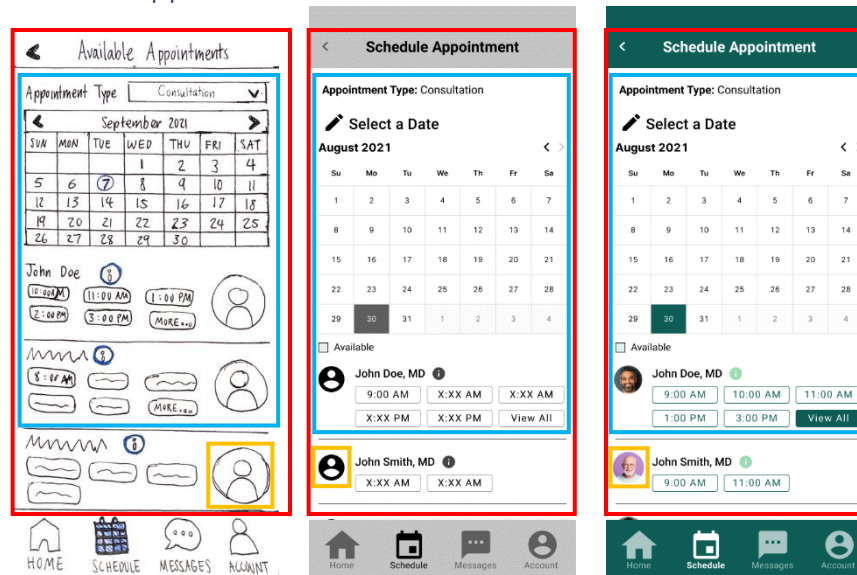 Available Appointments
Appointment Type Consultation
September 2021
SUN MON TUE WED THU FRI SAT
1 2 3 4
5 6 7 8 9 10 11
12 13 14 15 16 17 18
19 20 21 22 23 24 25
26 27 28 29 30
John Doe
10:00AM 11:00 AM 1:00 PM
2:00 PM 3:00 PM MORE...
8:00 AM
MORE...
HOME SCHEDULE MESSAGES ACCOUNT
Schedule Appointment
Appointment Type: Consultation
Select a Date
August 2021
Su Mo Tu We Th Fr Sa
1 2 3 4 5 6 7
8 9 10 11 12 13 14
15 16 17 18 19 20 21
22 23 24 25 26 27 28
29 30 31 1 2 3 4
Available
John Doe, MD
9:00 AM X:XX AM X:XX AM
X:XX PM X:XX PM View All
John Smith, MD
X:XX AM X:XX AM
Home Schedule Messages Account
Schedule Appointment
Appointment Type: Consultation
Select a Date
August 2021
Su Mo Tu We Th Fr Sa
1 2 3 4 5 6 7
8 9 10 11 12 13 14
15 16 17 18 19 20 21
22 23 24 25 26 27 28
29 30 31 1 2 3 4
Available
John Doe, MD
9:00 AM 10:00 AM 11:00 AM
1:00 PM 3:00 PM View All
John Smith, MD
9:00 AM 11:00 AM
Home Schedule Messages Account